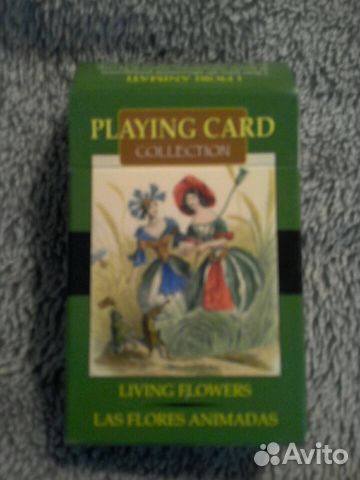 PLAYING CARD
COLLECTION
LIVING FLOWERS
LAS FLORES ANIMADAS
Avito